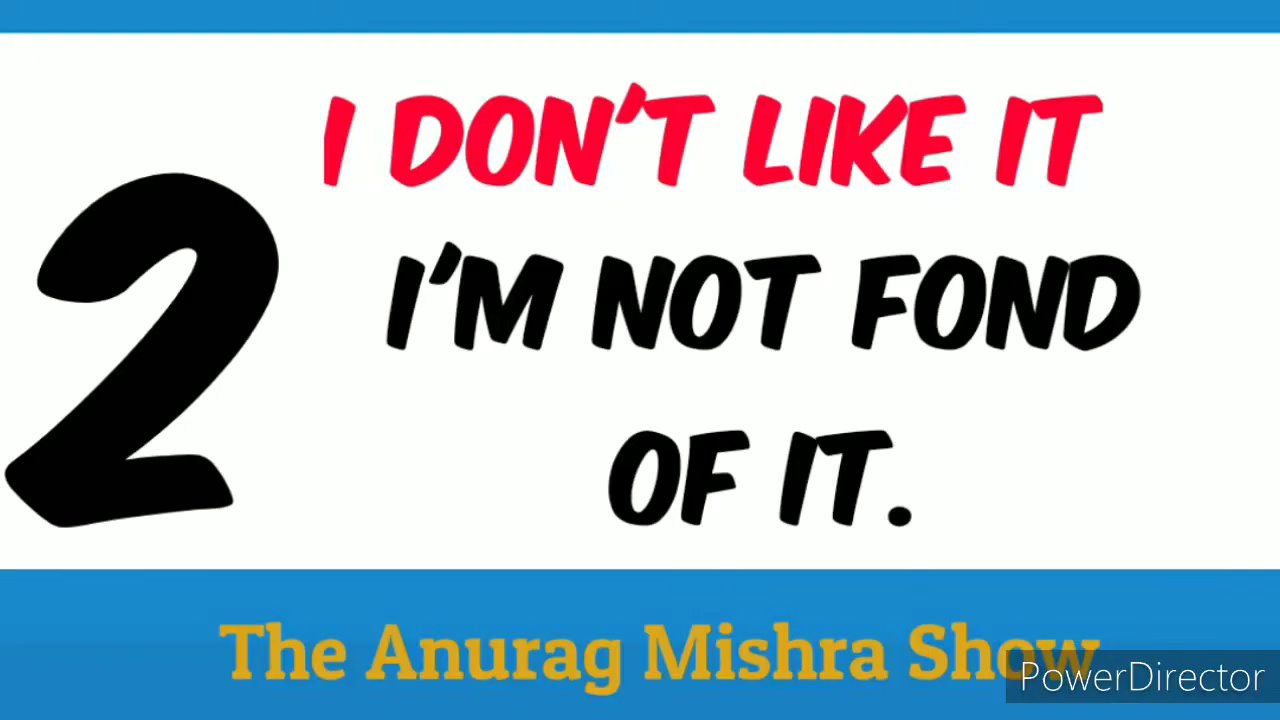 2
I DON'T LIKE IT
I'M NOT FOND
OF IT.
The Anurag Mishra Show
PowerDirector